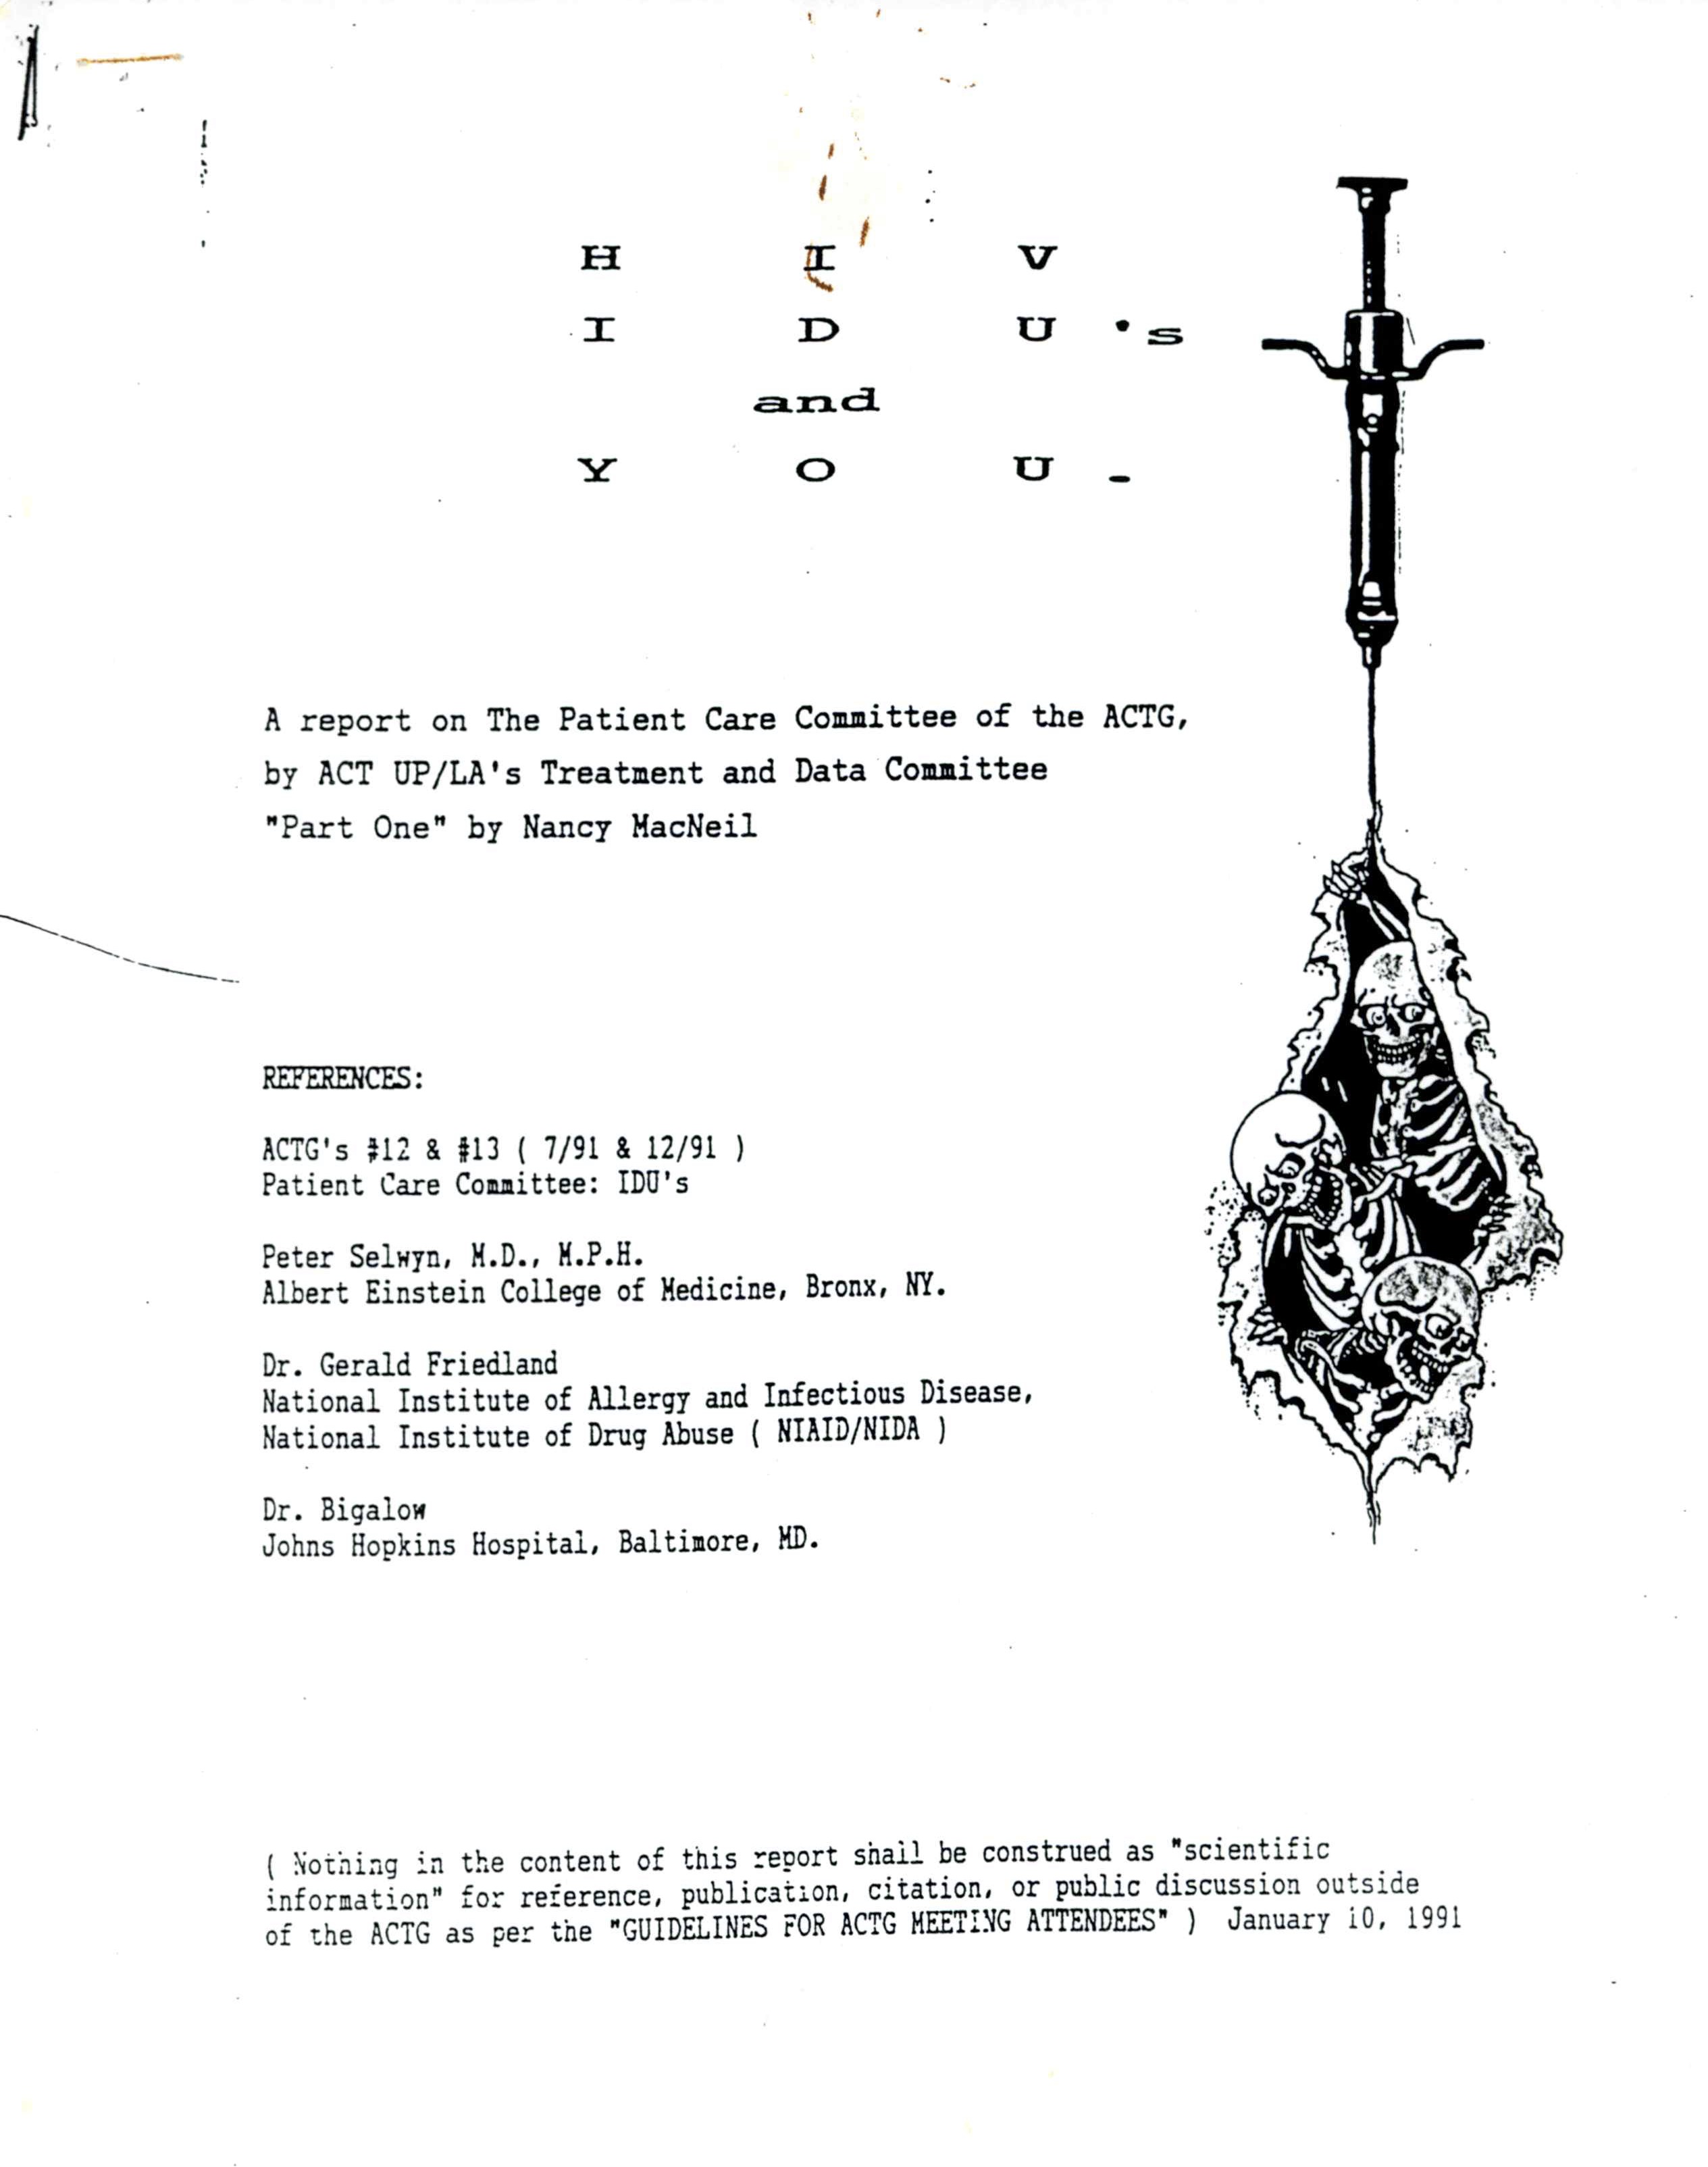 H I V
I D U's
and
Y O U -
A report on The Patient Care Committee of the ACTG,
by ACT UP/LA's Treatment and Data Committee
"Part One" by Nancy MacNeil
REFERENCES:
ACTG's #12 & #13 ( 7/91 & 12/91 )
Patient Care Committee: IDU's
Peter Selwyn, M.D., M.P.H.
Albert Einstein College of Medicine, Bronx, NY.
Dr. Gerald Friedland
National Institute of Allergy and Infectious Disease,
National Institute of Drug Abuse ( NIAID/NIDA )
Dr. Bigalow
Johns Hopkins Hospital, Baltimore, MD.
( Nothing in the content of this report shall be construed as "scientific
information" for reference, publication, citation, or public discussion outside
of the ACTG as per the "GUIDELINES FOR ACTG MEETING ATTENDEES" ) January 10, 1991